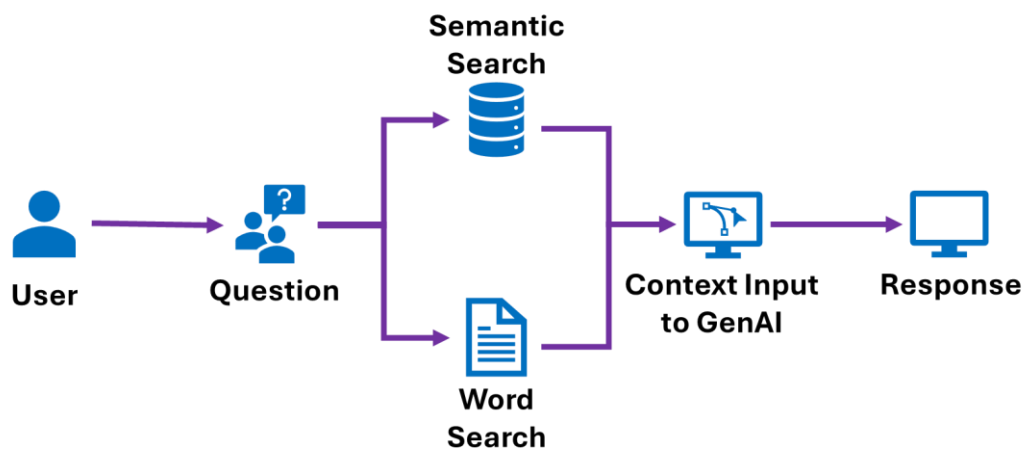 Semantic
Search
?
User
Question
Context Input
to GenAI
Response
Word
Search